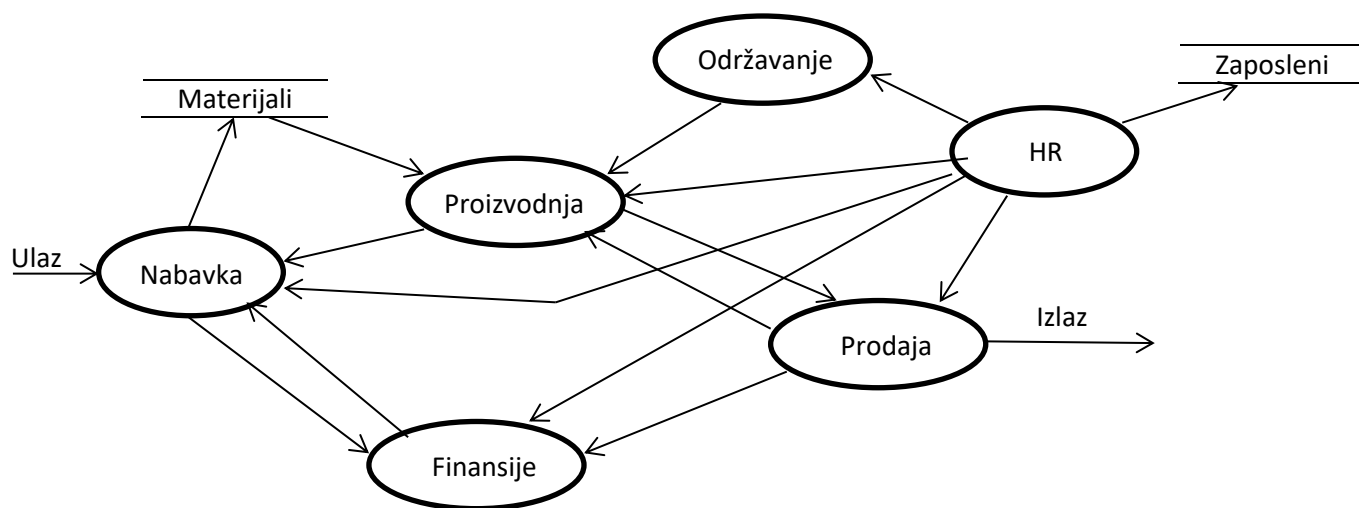 Održavanje
Zaposleni
Materijali
HR
Proizvodnja
Ulaz
Nabavka
Izlaz
Prodaja
Finansije